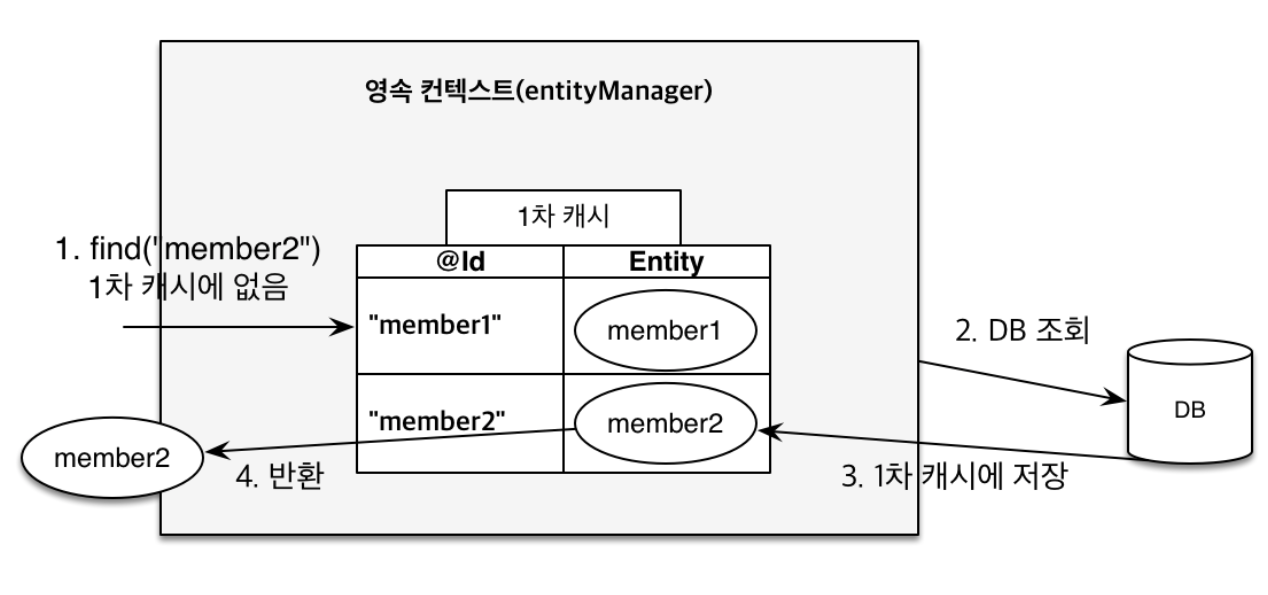 영속 컨텍스트(entityManager)
1차 캐시
1. find("member2")
1차 캐시에 없음
@Id Entity
"member1" member1
2. DB 조회
"member2" member2
DB
member2
4. 반환
3. 1차 캐시에 저장